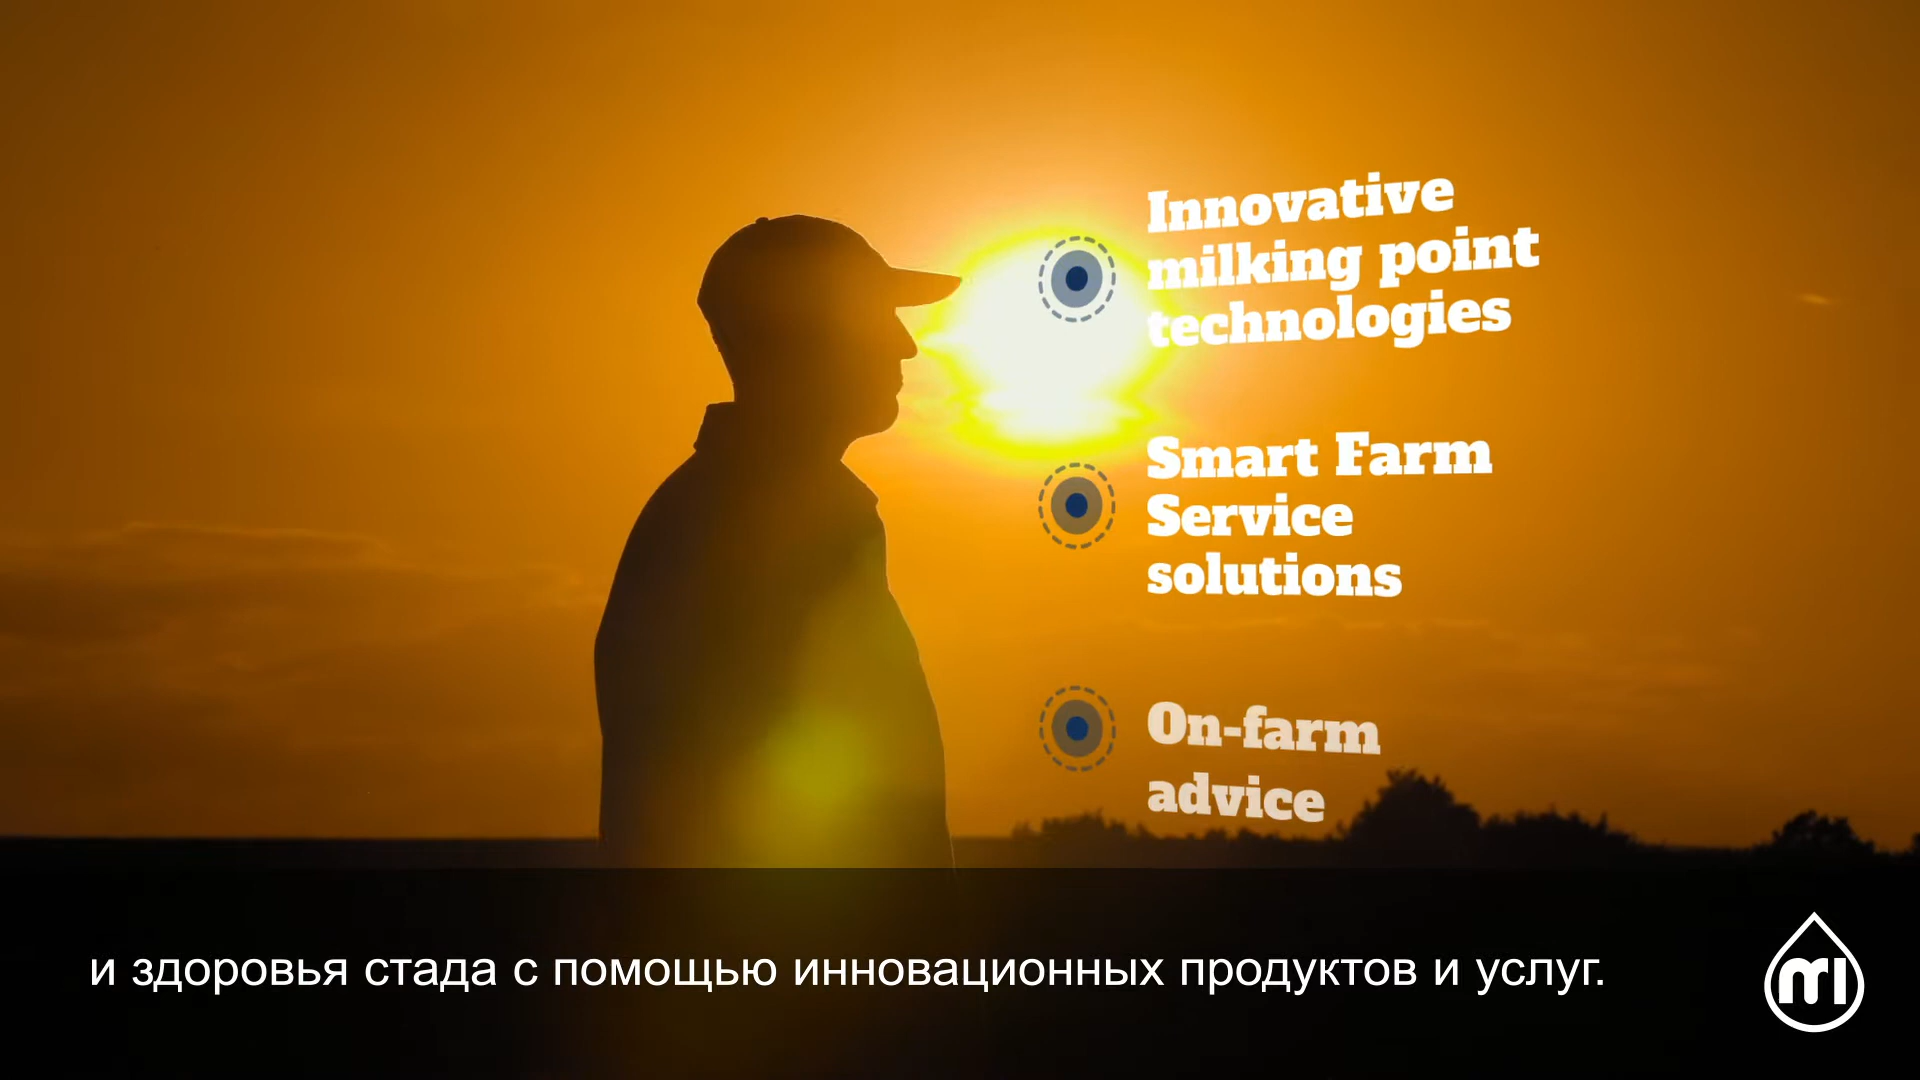 Innovative
milking point
technologies
Smart Farm
Service
solutions
On-farm
advice
и здоровья стада с помощью инновационных продуктов и услуг.